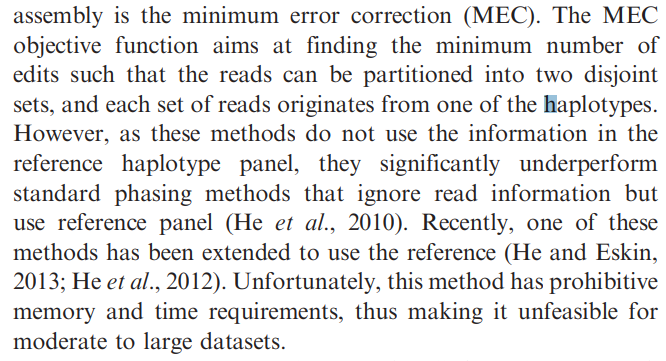 assembly is the minimum error correction (MEC). The MEC
objective function aims at finding the minimum number of
edits such that the reads can be partitioned into two disjoint
sets, and each set of reads originates from one of the haplotypes.
However, as these methods do not use the information in the
reference haplotype panel, they significantly underperform
standard phasing methods that ignore read information but
use reference panel (He et al., 2010). Recently, one of these
methods has been extended to use the reference (He and Eskin,
2013; He et al., 2012). Unfortunately, this method has prohibitive
memory and time requirements, thus making it unfeasible for
moderate to large datasets.